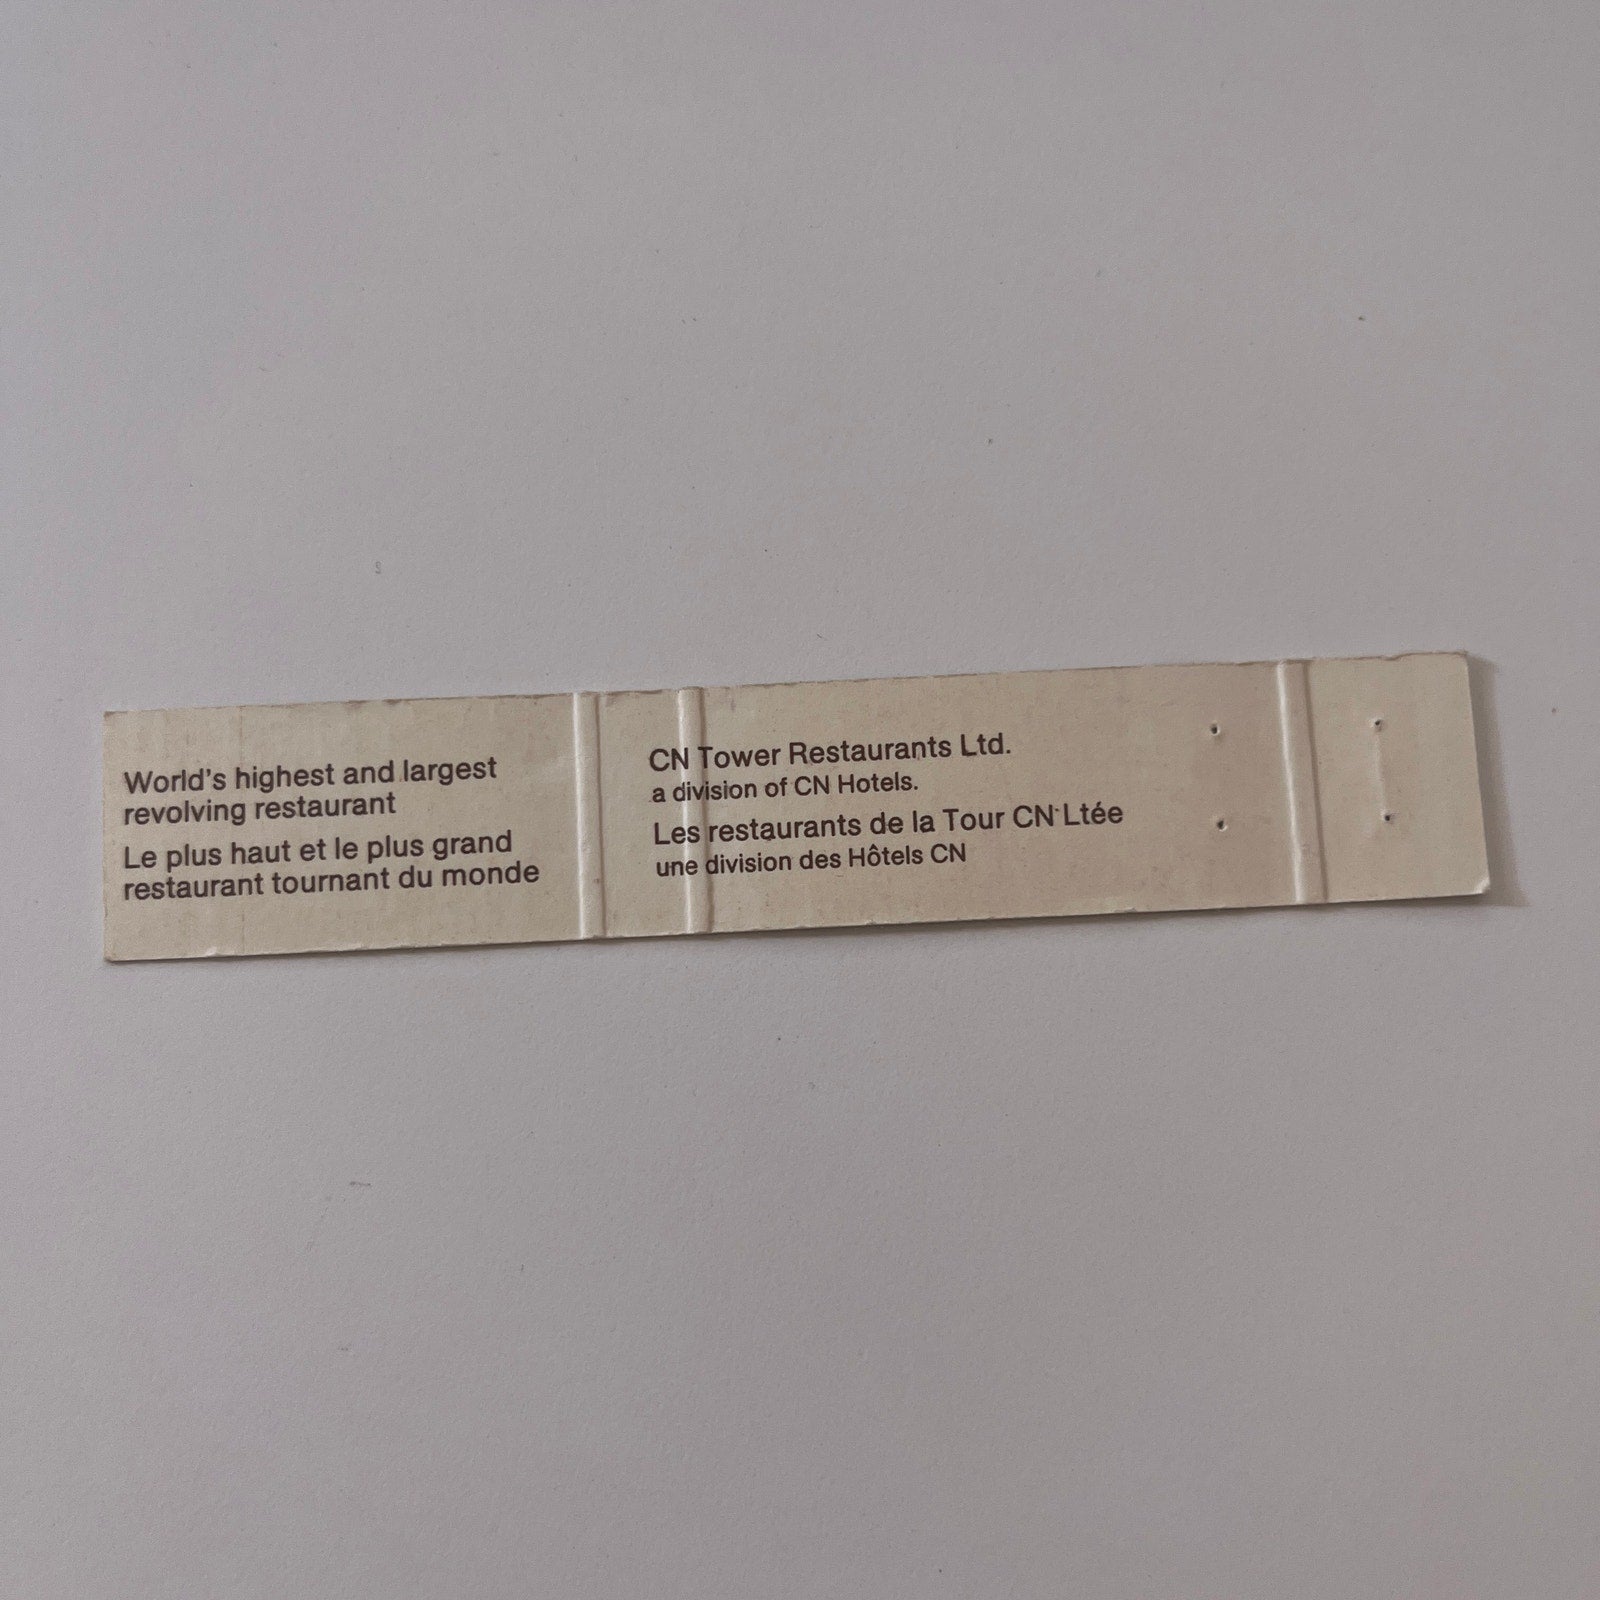 World's highest and largest
revolving restaurant
Le plus haut et le plus grand
restaurant tournant du monde
CN Tower Restaurants Ltd.
a division of CN Hotels.
Les restaurants de la Tour CN Ltée
une division des Hôtels CN